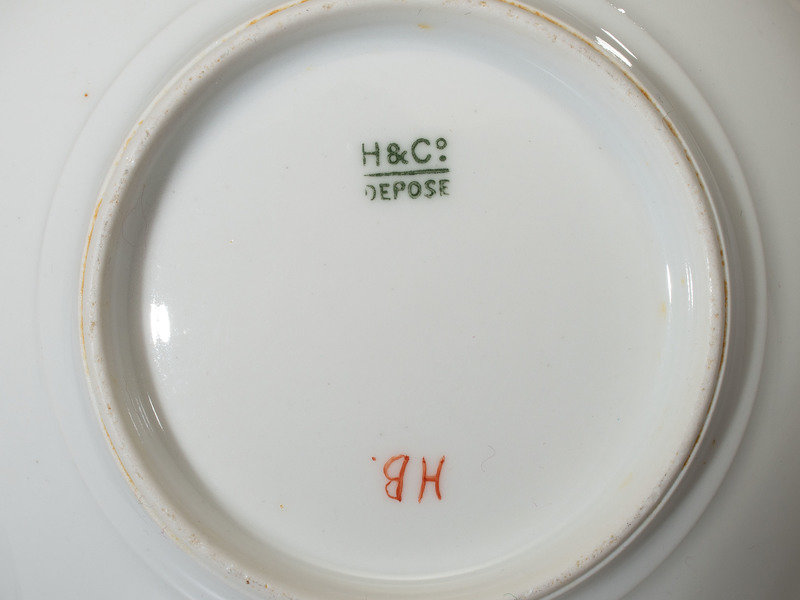 H & Co
DEPOSE
HB.